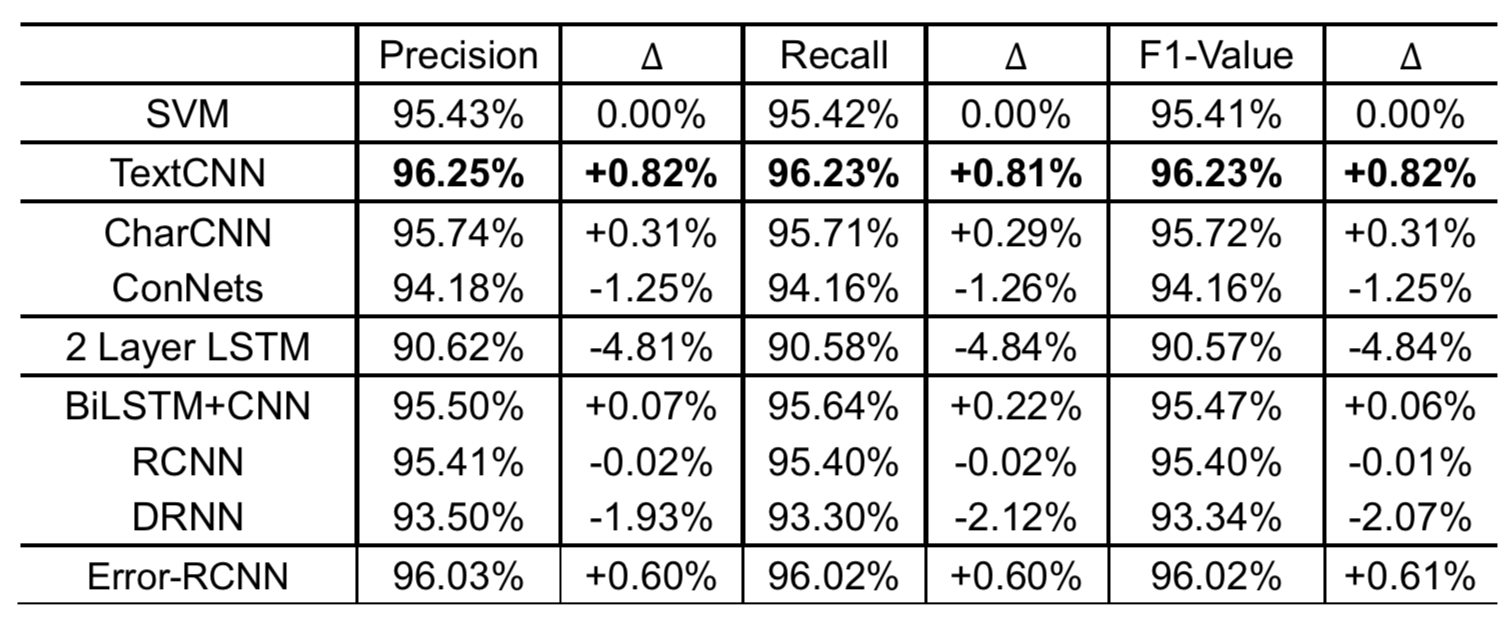 Precision Δ Recall Δ F1-Value Δ
SVM 95.43% 0.00% 95.42% 0.00% 95.41% 0.00%
TextCNN 96.25% +0.82% 96.23% +0.81% 96.23% +0.82%
CharCNN 95.74% +0.31% 95.71% +0.29% 95.72% +0.31%
ConNets 94.18% -1.25% 94.16% -1.26% 94.16% -1.25%
2 Layer LSTM 90.62% -4.81% 90.58% -4.84% 90.57% -4.84%
BiLSTM+CNN 95.50% +0.07% 95.64% +0.22% 95.47% +0.06%
RCNN 95.41% -0.02% 95.40% -0.02% 95.40% -0.01%
DRNN 93.50% -1.93% 93.30% -2.12% 93.34% -2.07%
Error-RCNN 96.03% +0.60% 96.02% +0.60% 96.02% +0.61%